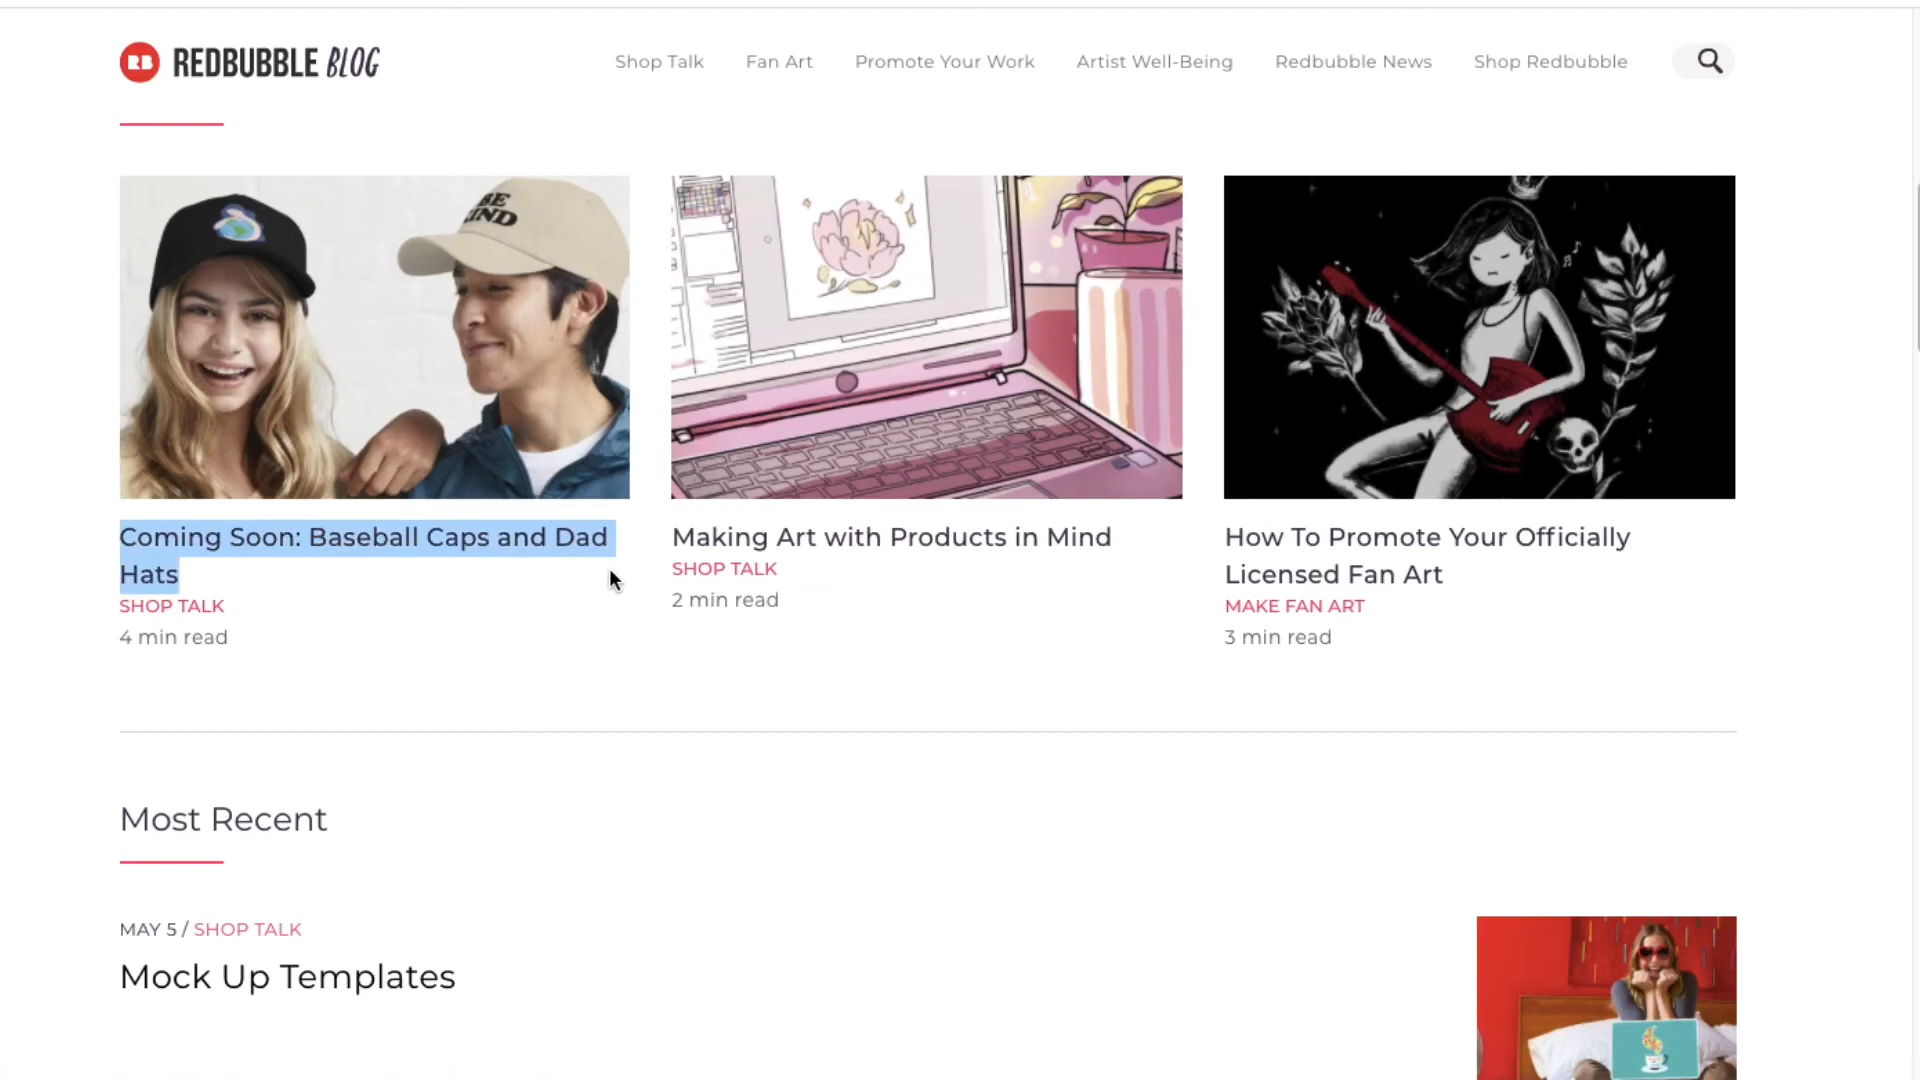 RB REDBUBBLE BLOG
Shop Talk
Fan Art
Promote Your Work
Artist Well-Being
Redbubble News
Shop Redbubble
BE
KIND
Coming Soon: Baseball Caps and Dad
Hats
SHOP TALK
4 min read
Making Art with Products in Mind
SHOP TALK
2 min read
How To Promote Your Officially
Licensed Fan Art
MAKE FAN ART
3 min read
Most Recent
MAY 5 / SHOP TALK
Mock Up Templates